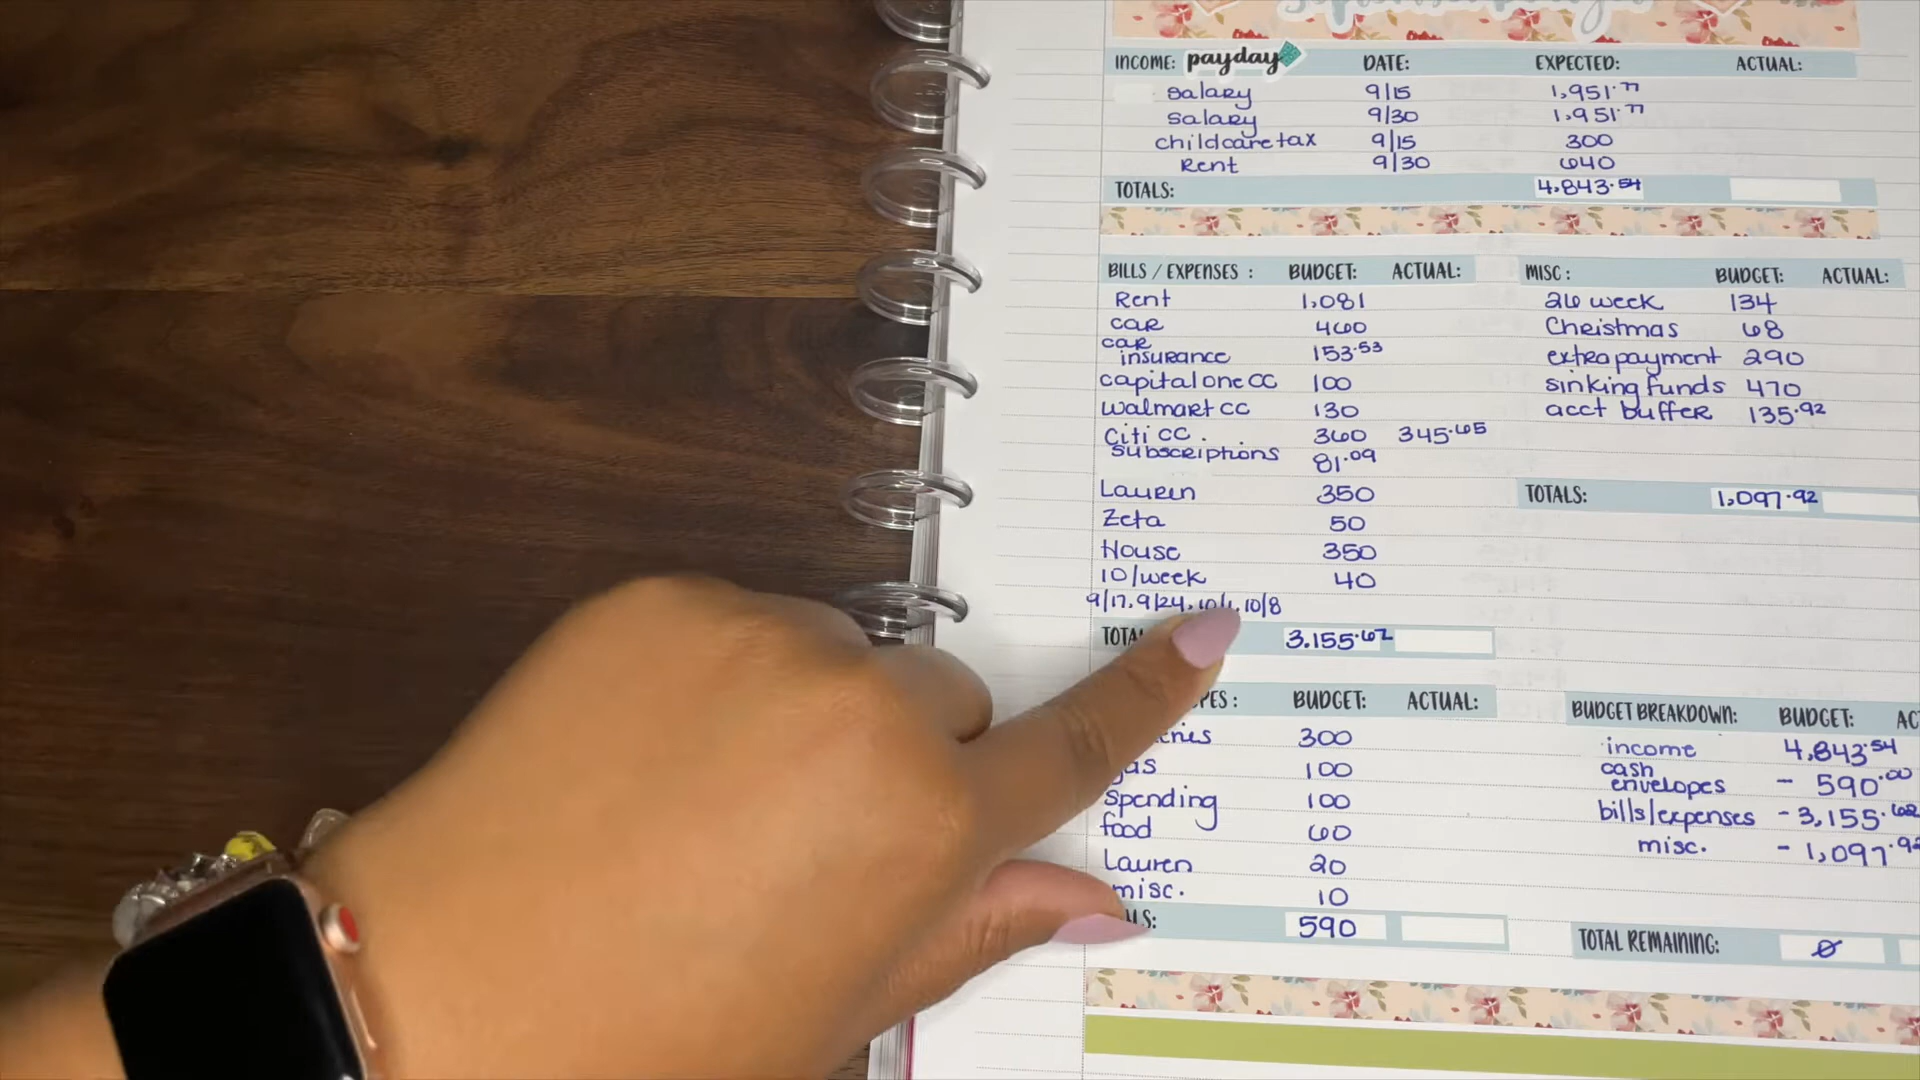 INCOME: payday DATE: EXPECTED: ACTUAL:
salary 9/15 1,951.77
salary 9/30 1,951.77
childcare tax 9/15 300
Rent 9/30 640
TOTALS: 4,843.54
BILLS / EXPENSES : BUDGET: ACTUAL:
Rent 1,081
car 460
car
insurance 153.53
capital one CC 100
walmart CC 130
Citi CC. 360 345.65
subscriptions 81.09
Lauren 350
Zeta 50
House 350
10/week 40
9/17, 9/24, 10/1, 10/8
3.155.62
MISC : BUDGET: ACTUAL:
26 week 134
Christmas 68
extra payment 290
sinking funds 470
acct buffer 135.92
TOTALS: 1,097.92
BUDGET: ACTUAL:
300
gas 100
spending 100
food 60
Lauren 20
misc. 10
590
BUDGET BREAKDOWN: BUDGET:
income 4,843.54
cash
envelopes - 590.00
bills/expenses - 3,155.62
misc. - 1,097.92
TOTAL REMAINING: 0